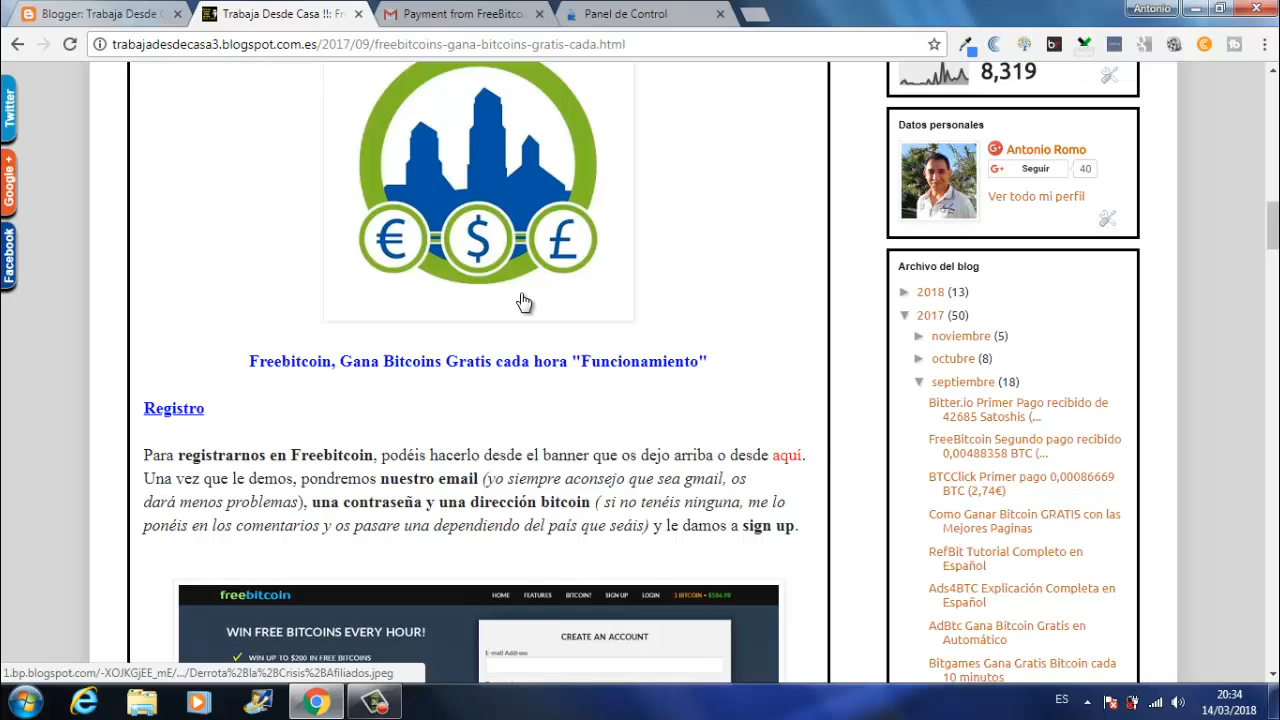 Antonio
Blogger: Trabaja Desde C
Trabaja Desde Casa !!!: Fre
Payment from FreeBitco
Panel de Control
trabajadesdecasa3.blogspot.com.es/2017/09/freebitcoins-gana-bitcoins-gratis-cada.html
Twitter
Google +
Facebook
€ $ £
Freebitcoin, Gana Bitcoins Gratis cada hora "Funcionamiento"
Registro
Para registrarnos en Freebitcoin, podéis hacerlo desde el banner que os dejo arriba o desde aquí.
Una vez que le demos, pondremos nuestro email (yo siempre aconsejo que sea gmail, os
dará menos problemas), una contraseña y una dirección bitcoin ( si no tenéis ninguna, me lo
ponéis en los comentarios y os pasare una dependiendo del país que seáis) y le damos a sign up.
freebitcoin
HOME FEATURES BITCOIN? SIGN UP LOGIN 1 BITCOIN = $584.98
WIN FREE BITCOINS EVERY HOUR!
WIN UP TO $200 IN FREE BITCOINS
CREATE AN ACCOUNT
E-mail Address
8,319
Datos personales
Antonio Romo
G+ Seguir 40
Ver todo mi perfil
Archivo del blog
► 2018 (13)
▼ 2017 (50)
► noviembre (5)
► octubre (8)
▼ septiembre (18)
Bitter.io Primer Pago recibido de
42685 Satoshis (...
FreeBitcoin Segundo pago recibido
0,00488358 BTC (...
BTCClick Primer pago 0,00086669
BTC (2,74€)
Como Ganar Bitcoin GRATIS con las
Mejores Paginas
RefBit Tutorial Completo en
Español
Ads4BTC Explicación Completa en
Español
AdBtc Gana Bitcoin Gratis en
Automático
Bitgames Gana Gratis Bitcoin cada
10 minutos
1.bp.blogspot.com/-XOJKGJEE_mE/.../Derrota%2Bla%2BCrisis%2BAfiliados.jpeg
ES
20:34
14/03/2018